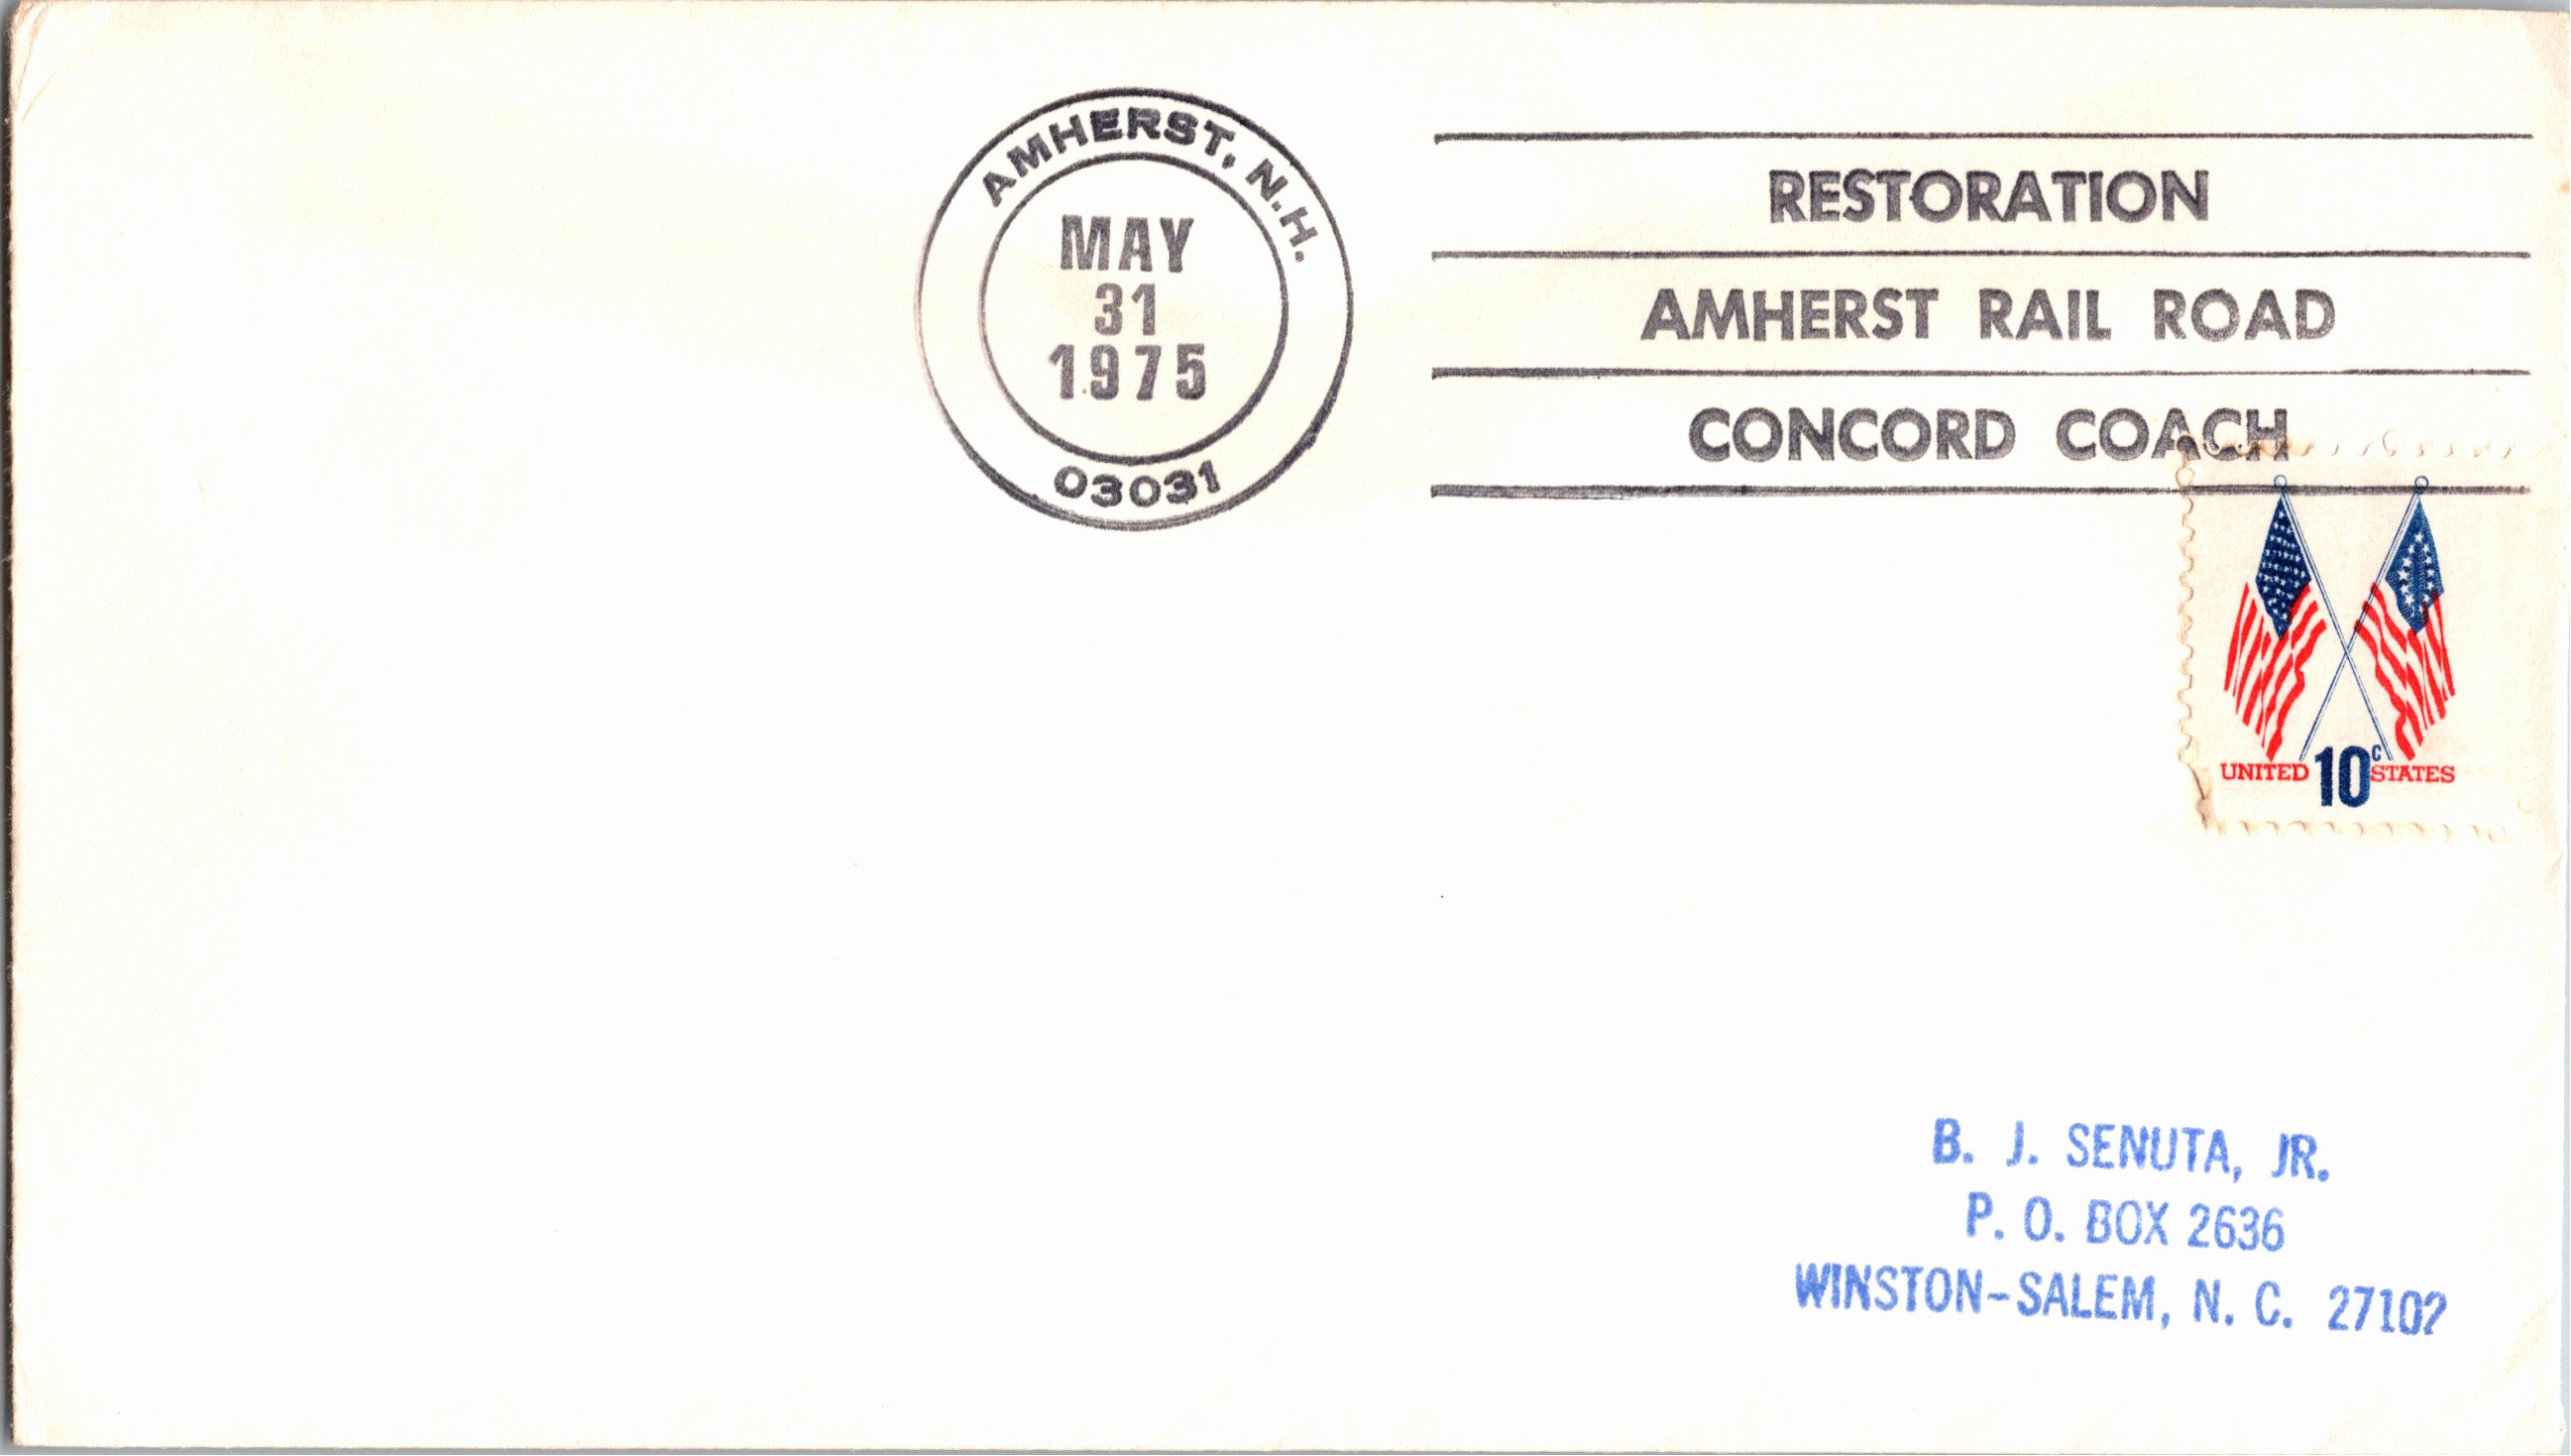 AMHERST, N.H.
MAY
31
1975
03031
RESTORATION
AMHERST RAIL ROAD
CONCORD COACH
UNITED 10c STATES
B. J. SENUTA, JR.
P. O. BOX 2636
WINSTON-SALEM, N. C. 27102